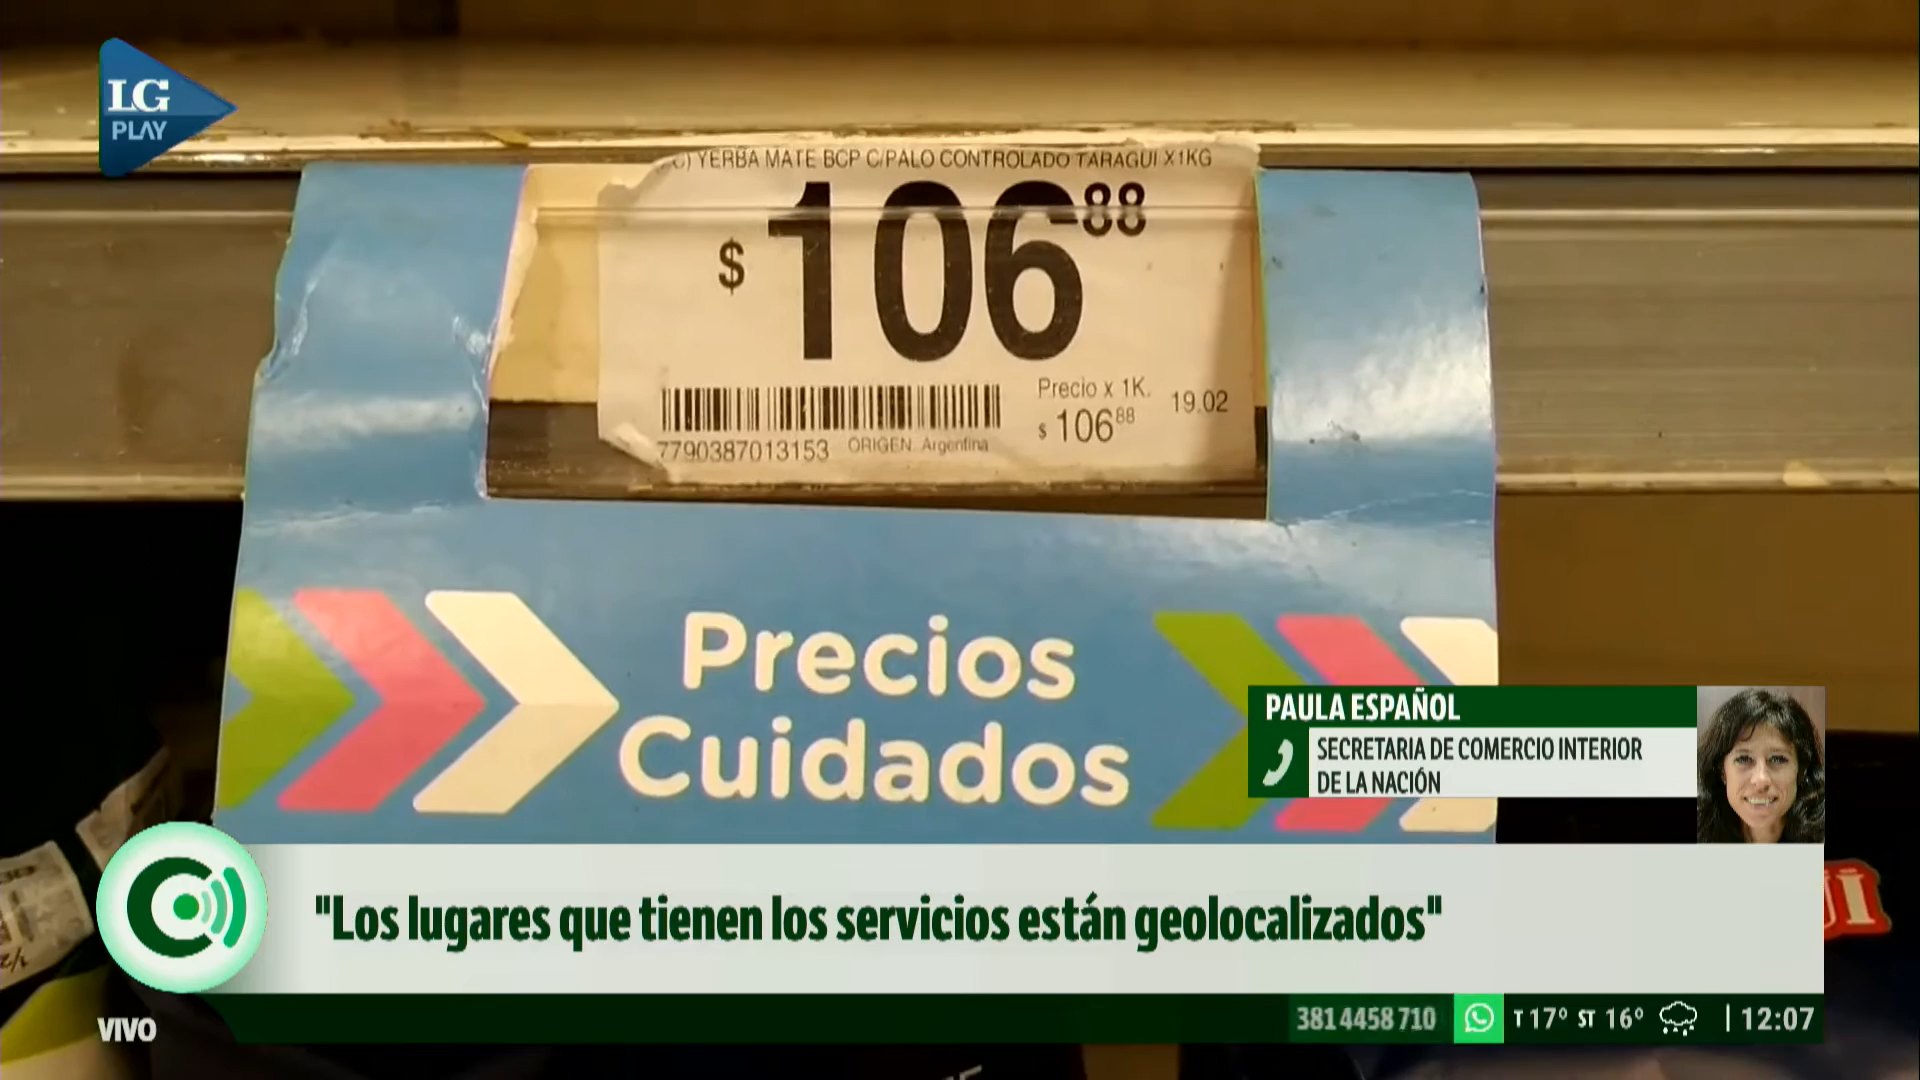 LG
PLAY
C) YERBA MATE BCP C/PALO CONTROLADO TARAGUI X1KG
$ 106 88
Precio x 1K.
19.02
$ 106 88
7790387013153
ORIGEN: Argentina
Precios
Cuidados
PAULA ESPAÑOL
SECRETARIA DE COMERCIO INTERIOR
DE LA NACIÓN
"Los lugares que tienen los servicios están geolocalizados"
VIVO
381 4458 710
T 17º ST 16º
12:07